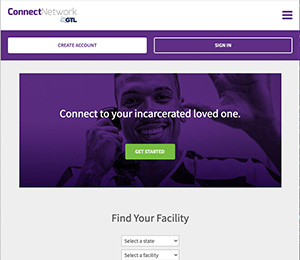 ConnectNetwork
GTL
CREATE ACCOUNT
SIGN IN
Connect to your incarcerated loved one.
GET STARTED
Find Your Facility
Select a state
Select a facility